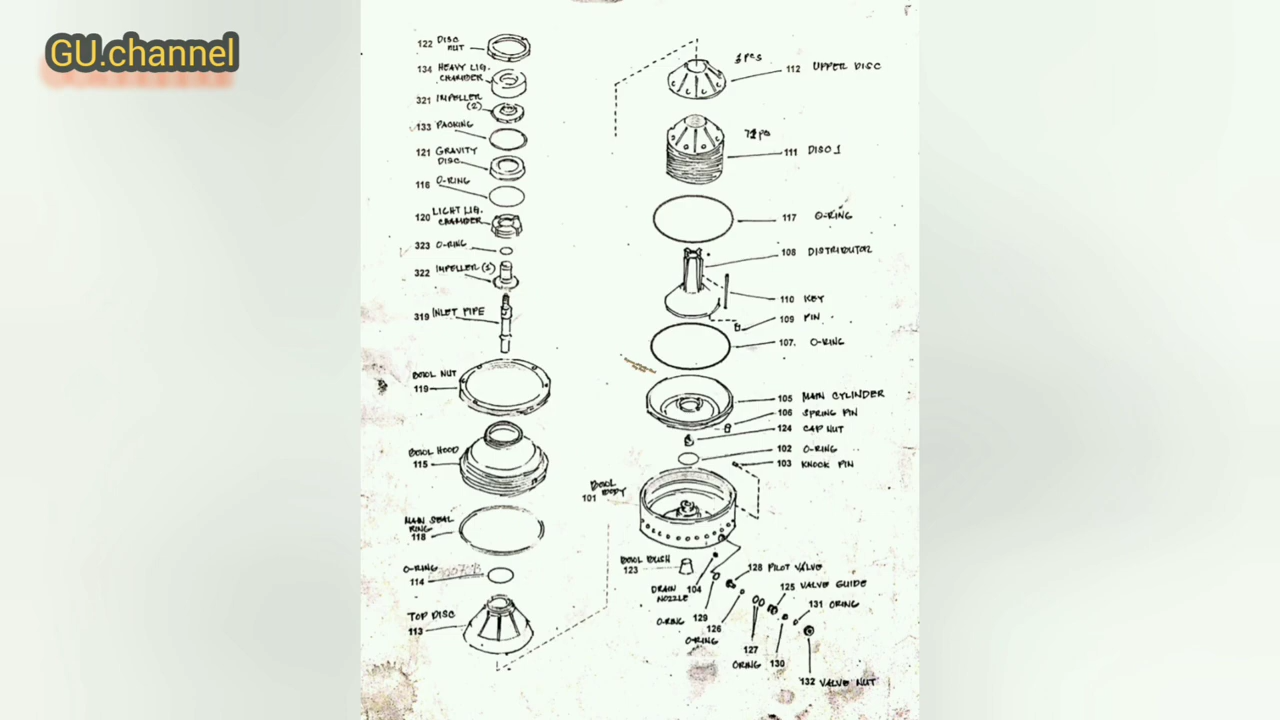 GU.channel
122 DISC
NUT
134 HEAVY LIQ.
CHAMBER
321 IMPELLER
(2)
133 PACKING
121 GRAVITY
DISC
116 O-RING
120 LIGHT LIQ.
CHAMBER
323 O-RING
322 IMPELLER (1)
319 INLET PIPE
BOWL NUT
119
BOWL HOOD
115
MAIN SEAL
RING
118
O-RING
114
TOP DISC
113
3 PCS
112 UPPER DISC
111 DISC 1
117 O-RING
108 DISTRIBUTOR
110 KEY
109 PIN
107. O-RING
105 MAIN CYLINDER
106 SPRING PIN
124 CAP NUT
102 O-RING
103 KNOCK PIN
BOWL
BODY
101
BOWL BUSH
123
DRAIN 104
NOZZLE
128 PILOT VALVE
125 VALVE GUIDE
131 ORING
O-RING 129
126
O-RING
127
ORING 130
132 VALVE NUT